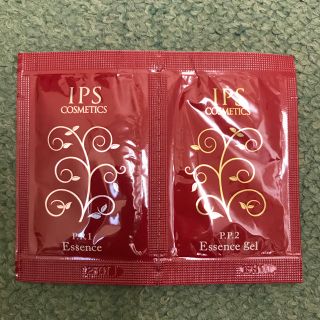 IPS
COSMETICS
P.P.1
Essence
IPS
COSMETICS
P.P.2
Essence gel